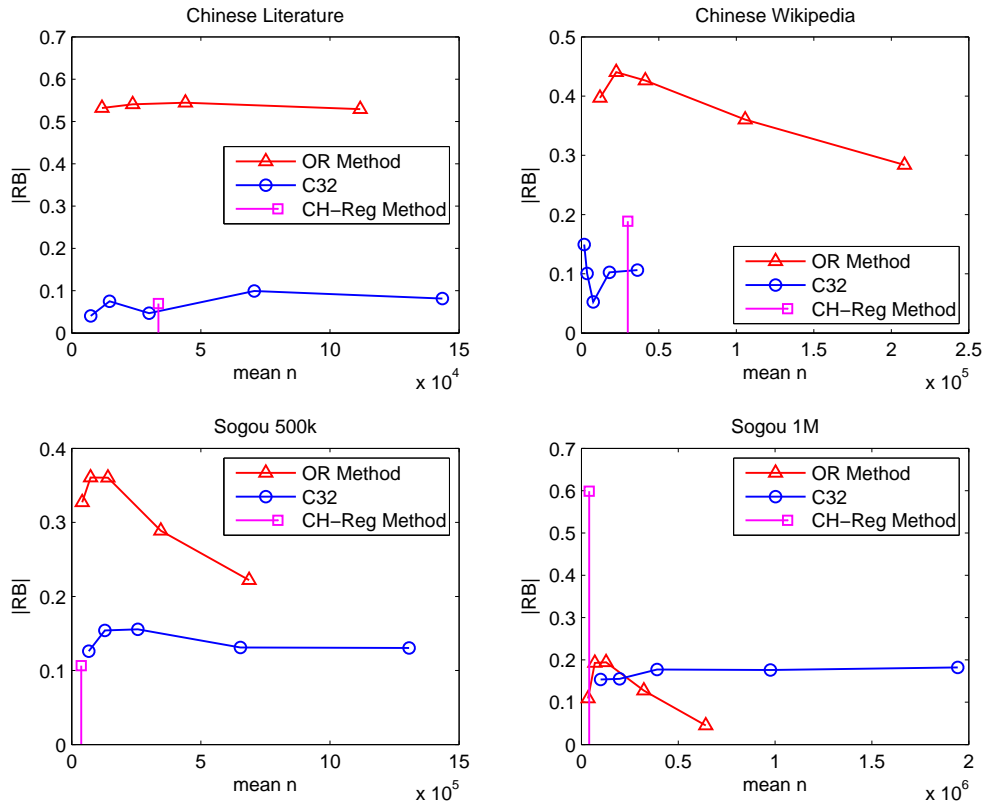 Chinese Literature
0.7
0.6
0.5
0.4
0.3
0.2
0.1
0
|RB|
OR Method
C32
CH−Reg Method
0 5 10 15
mean n
x 10^4
Chinese Wikipedia
0.5
0.4
0.3
0.2
0.1
0
|RB|
OR Method
C32
CH−Reg Method
0 0.5 1 1.5 2 2.5
mean n
x 10^5
Sogou 500k
0.4
0.3
0.2
0.1
0
|RB|
OR Method
C32
CH−Reg Method
0 5 10 15
mean n
x 10^5
Sogou 1M
0.7
0.6
0.5
0.4
0.3
0.2
0.1
0
|RB|
OR Method
C32
CH−Reg Method
0 0.5 1 1.5 2
mean n
x 10^6